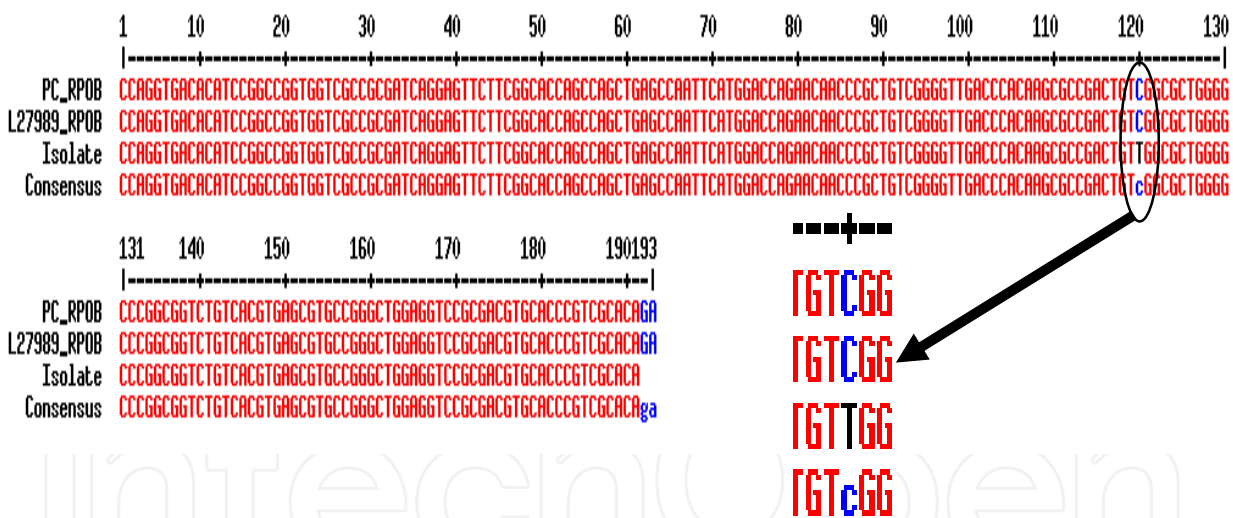 1 10 20 30 40 50 60 70 80 90 100 110 120 130
PC_RPOB CCAGGTGACACATCCGGCCGGTGGTCGCCGCGATCAGGAGTTCTTCGGCACCAGCCAGCTGAGCCAATTCATGGACCAGAACAACCCGCTGTCGGGGTTGACCCACAAGCGCCGACTGTCGGCGCTGGGG
L27989_RPOB CCAGGTGACACATCCGGCCGGTGGTCGCCGCGATCAGGAGTTCTTCGGCACCAGCCAGCTGAGCCAATTCATGGACCAGAACAACCCGCTGTCGGGGTTGACCCACAAGCGCCGACTGTCGGCGCTGGGG
Isolate CCAGGTGACACATCCGGCCGGTGGTCGCCGCGATCAGGAGTTCTTCGGCACCAGCCAGCTGAGCCAATTCATGGACCAGAACAACCCGCTGTCGGGGTTGACCCACAAGCGCCGACTGTTGGCGCTGGGG
Consensus CCAGGTGACACATCCGGCCGGTGGTCGCCGCGATCAGGAGTTCTTCGGCACCAGCCAGCTGAGCCAATTCATGGACCAGAACAACCCGCTGTCGGGGTTGACCCACAAGCGCCGACTGTcGGCGCTGGGG
131 140 150 160 170 180 190193
PC_RPOB CCCGGCGGTCTGTCACGTGAGCGTGCCGGGCTGGAGGTCCGCGACGTGCACCCGTCGCACAGA
L27989_RPOB CCCGGCGGTCTGTCACGTGAGCGTGCCGGGCTGGAGGTCCGCGACGTGCACCCGTCGCACAGA
Isolate CCCGGCGGTCTGTCACGTGAGCGTGCCGGGCTGGAGGTCCGCGACGTGCACCCGTCGCACA
Consensus CCCGGCGGTCTGTCACGTGAGCGTGCCGGGCTGGAGGTCCGCGACGTGCACCCGTCGCACAga
TGTCGG
TGTCGG
TGTTGG
TGTcGG
IntechOpen